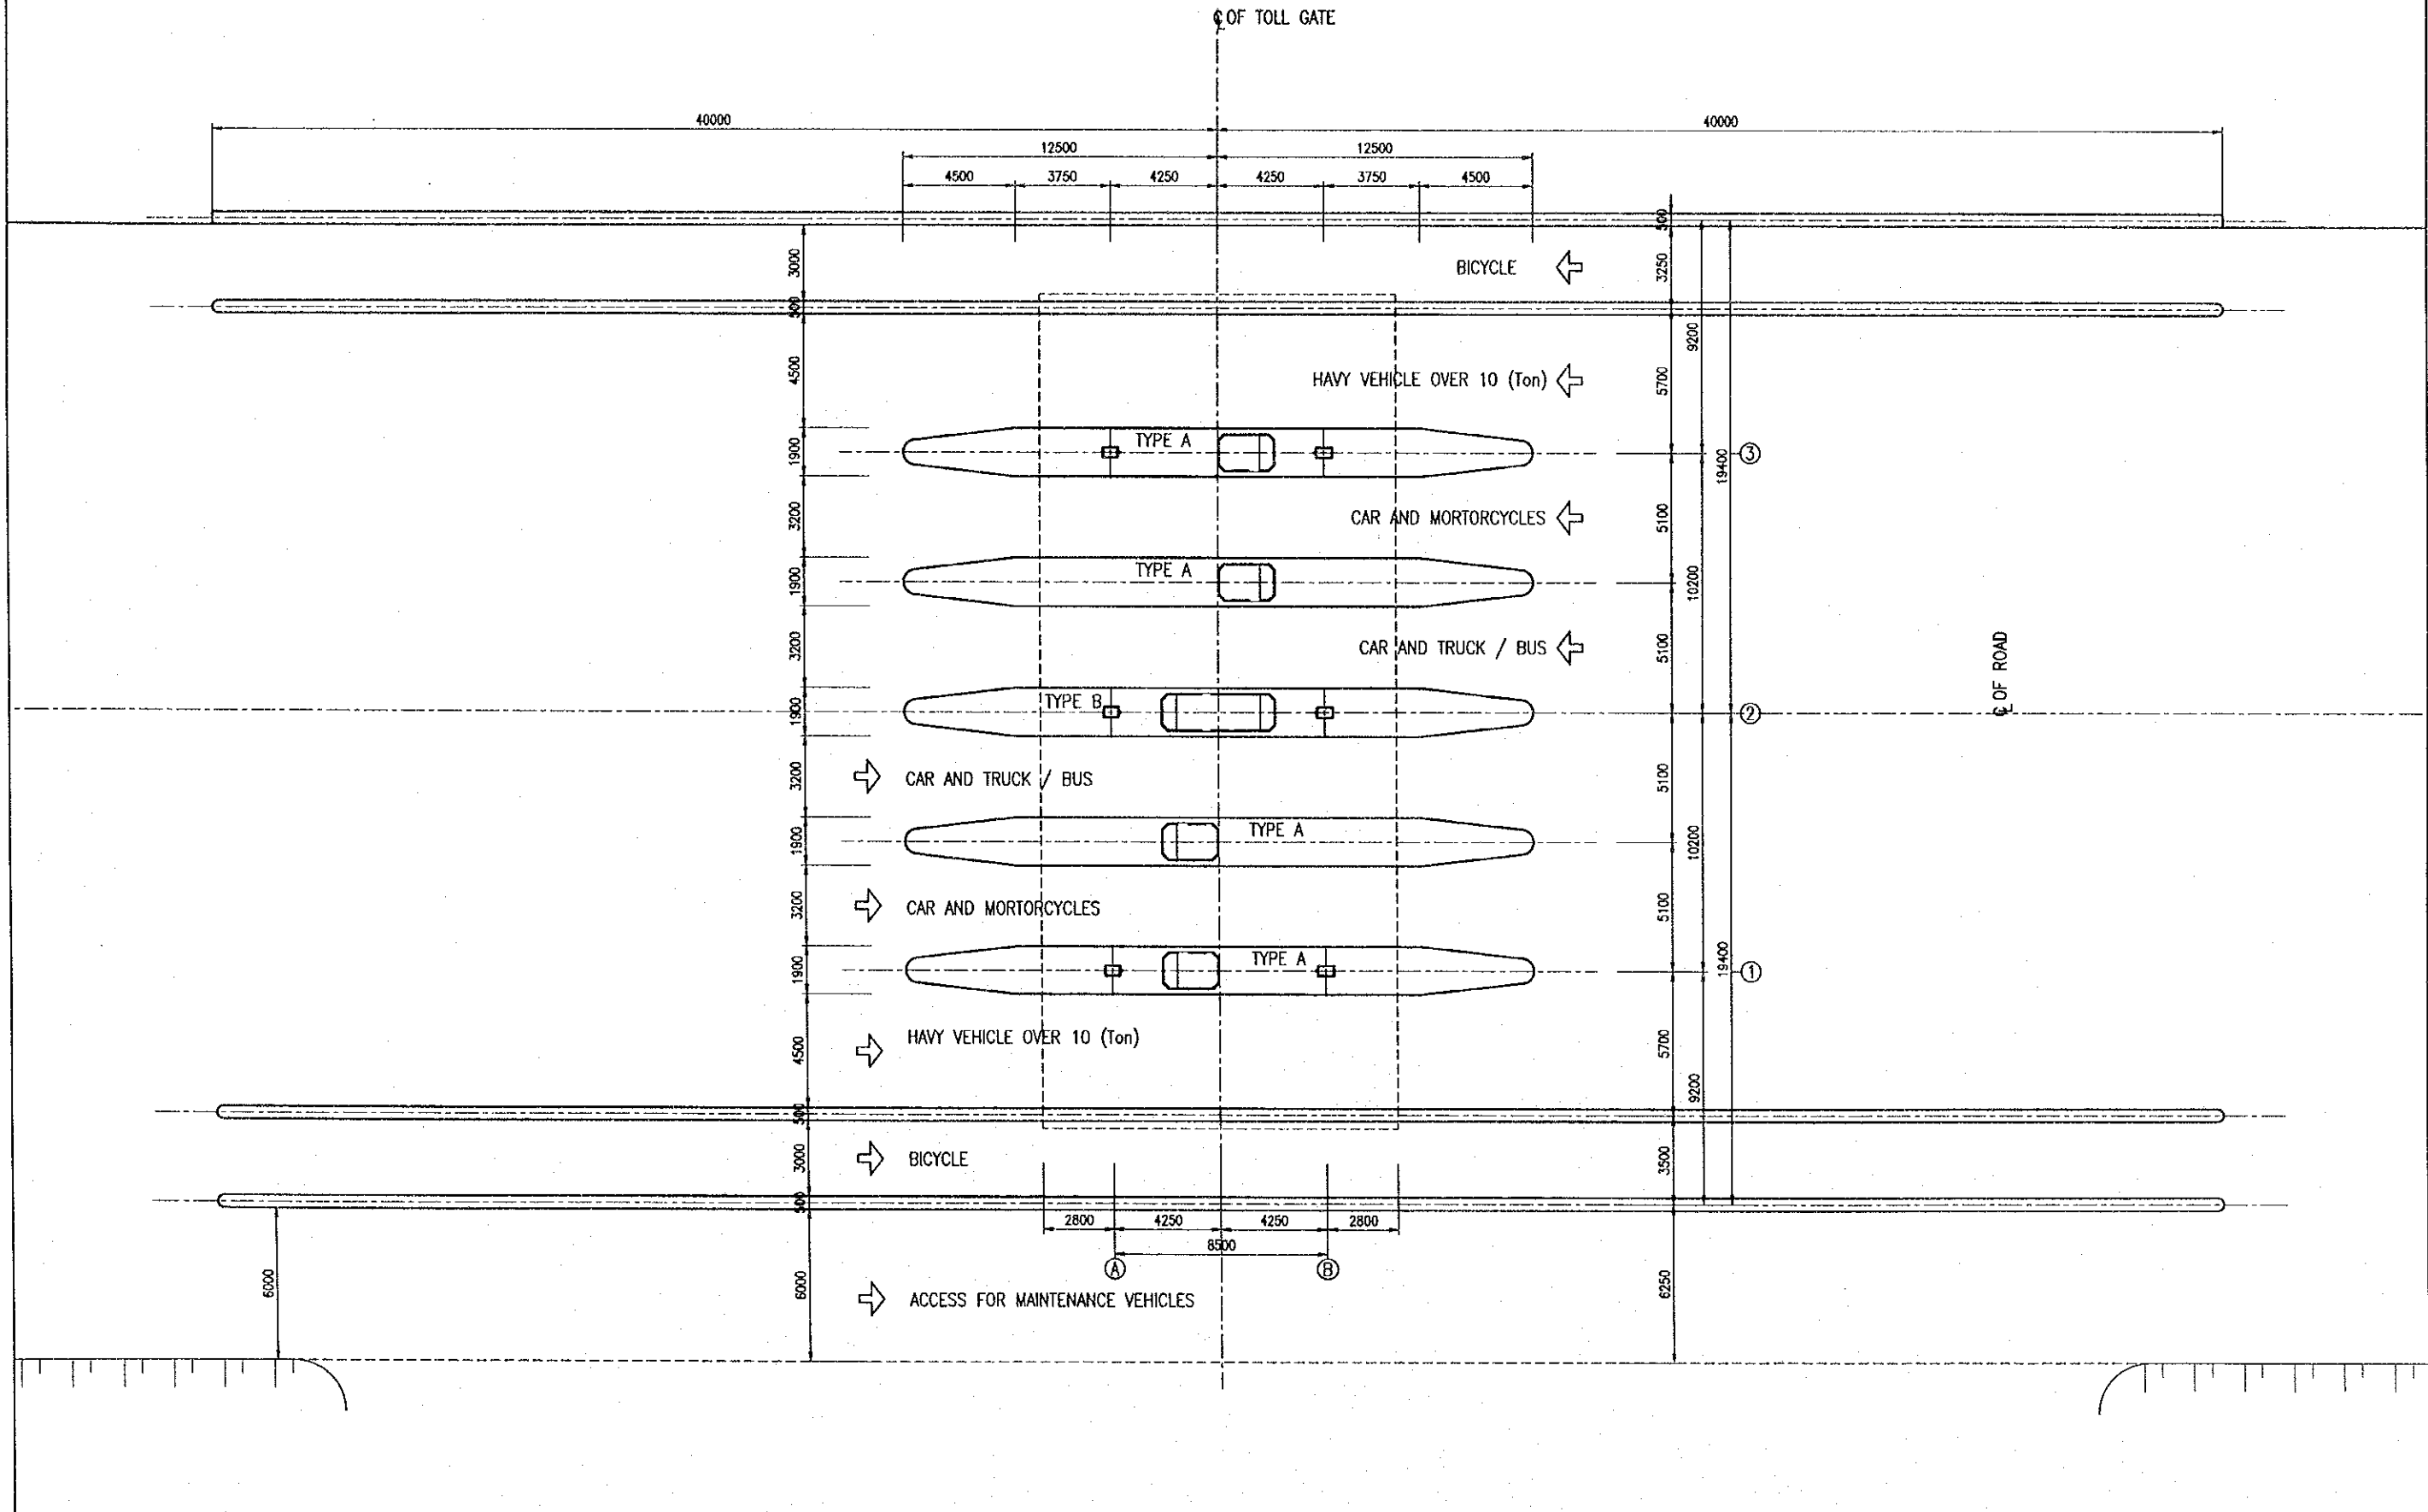 ℄ OF TOLL GATE
40000
40000
12500
12500
4500
3750
4250
4250
3750
4500
500
3000
3250
BICYCLE
500
9200
4500
5700
HAVY VEHICLE OVER 10 (Ton)
1900
TYPE A
19400
3
3200
5100
CAR AND MORTORCYCLES
1900
TYPE A
10200
3200
5100
CAR AND TRUCK / BUS
℄ OF ROAD
1900
TYPE B
2
3200
5100
CAR AND TRUCK / BUS
1900
TYPE A
10200
3200
5100
CAR AND MORTORCYCLES
1900
TYPE A
19400
1
4500
5700
HAVY VEHICLE OVER 10 (Ton)
9200
500
3000
3500
BICYCLE
500
2800
4250
4250
2800
8500
A
B
6000
6000
6250
ACCESS FOR MAINTENANCE VEHICLES